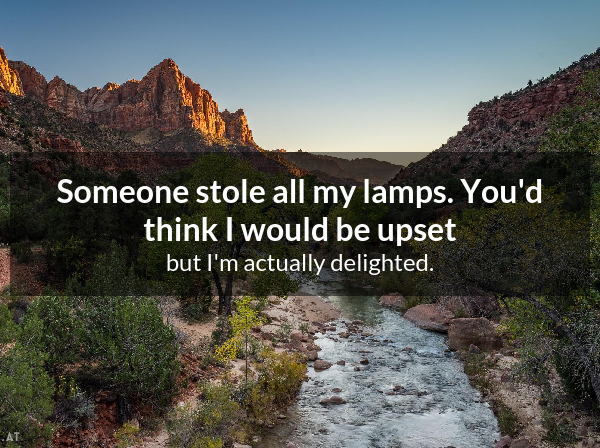 Someone stole all my lamps. You'd
think I would be upset
but I'm actually delighted.
.AT